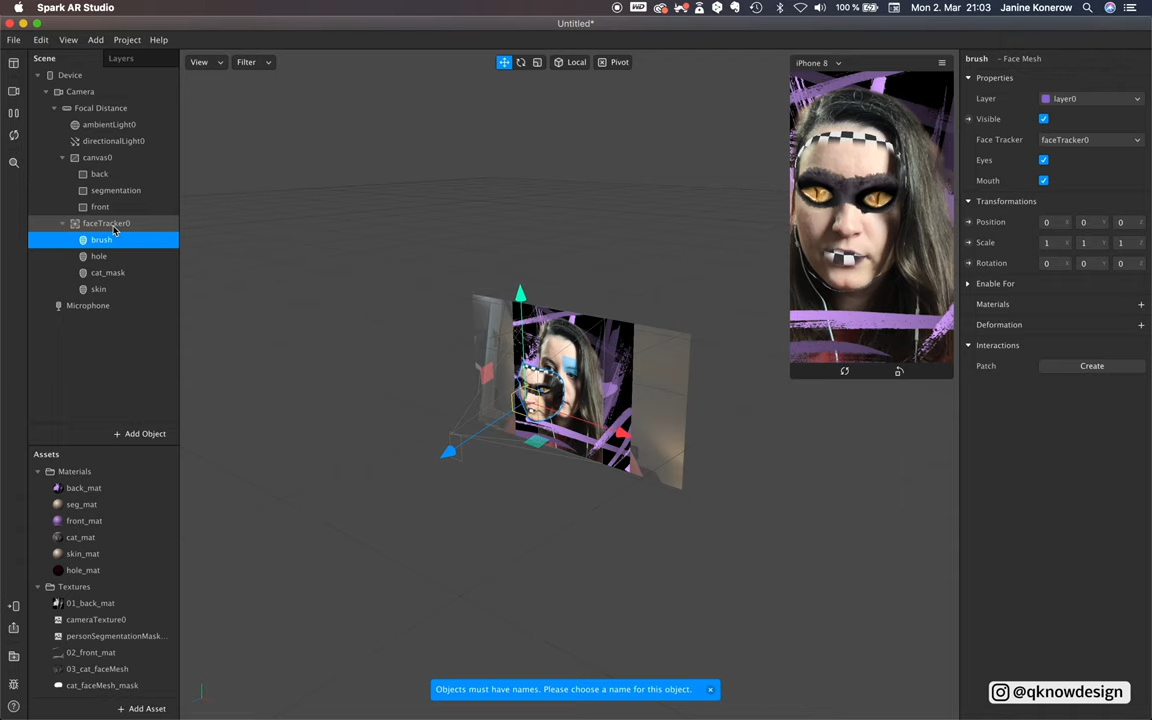 Spark AR Studio
100 %
Mon 2. Mar 21:03
Janine Konerow
Untitled*
File
Edit
View
Add
Project
Help
Scene
Layers
Device
Camera
Focal Distance
ambientLight0
directionalLight0
canvas0
back
segmentation
front
faceTracker0
brush
hole
cat_mask
skin
Microphone
+ Add Object
Assets
Materials
back_mat
seg_mat
front_mat
cat_mat
skin_mat
hole_mat
Textures
01_back_mat
cameraTexture0
personSegmentationMask...
02_front_mat
03_cat_faceMesh
cat_faceMesh_mask
+ Add Asset
View
Filter
Local
Pivot
iPhone 8
Objects must have names. Please choose a name for this object.
brush – Face Mesh
Properties
Layer layer0
Visible
Face Tracker faceTracker0
Eyes
Mouth
Transformations
Position 0 X 0 Y 0 Z
Scale 1 X 1 Y 1 Z
Rotation 0 X 0 Y 0 Z
Enable For
Materials +
Deformation +
Interactions
Patch Create
@qknowdesign